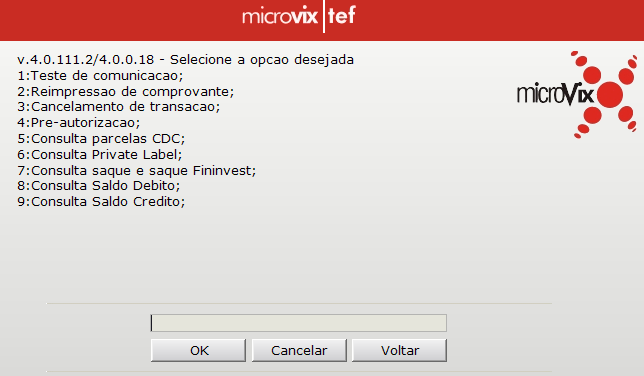 microvix tef
v.4.0.111.2/4.0.0.18 - Selecione a opcao desejada
1:Teste de comunicacao;
2:Reimpressao de comprovante;
3:Cancelamento de transacao;
4:Pre-autorizacao;
5:Consulta parcelas CDC;
6:Consulta Private Label;
7:Consulta saque e saque Fininvest;
8:Consulta Saldo Debito;
9:Consulta Saldo Credito;
microvix
OK Cancelar Voltar